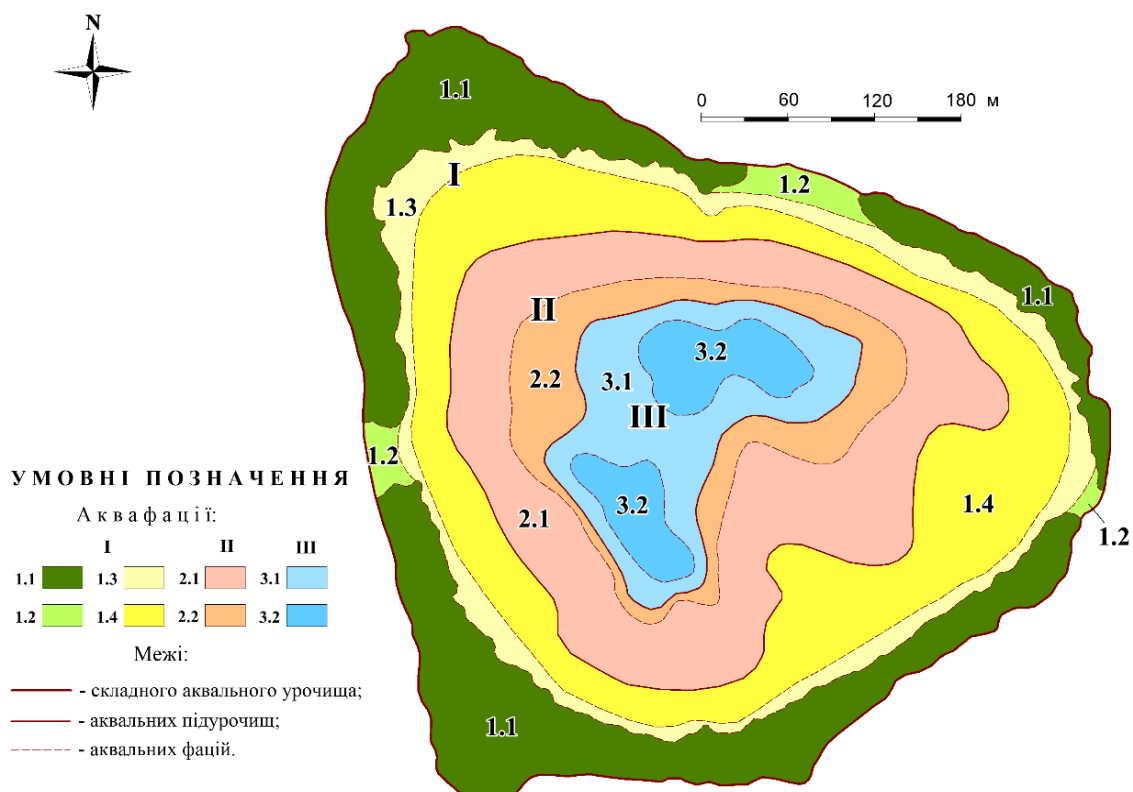 N
1.1
0 60 120 180 м
I
1.2
1.3
1.1
II
3.2
2.2
3.1
III
1.2
УМОВНІ ПОЗНАЧЕННЯ
3.2
1.4
Аквафації:
2.1
1.2
I II III
1.1 1.3 2.1 3.1
1.2 1.4 2.2 3.2
Межі:
- складного аквального урочища;
- аквальних підурочищ;
1.1
- аквальних фацій.